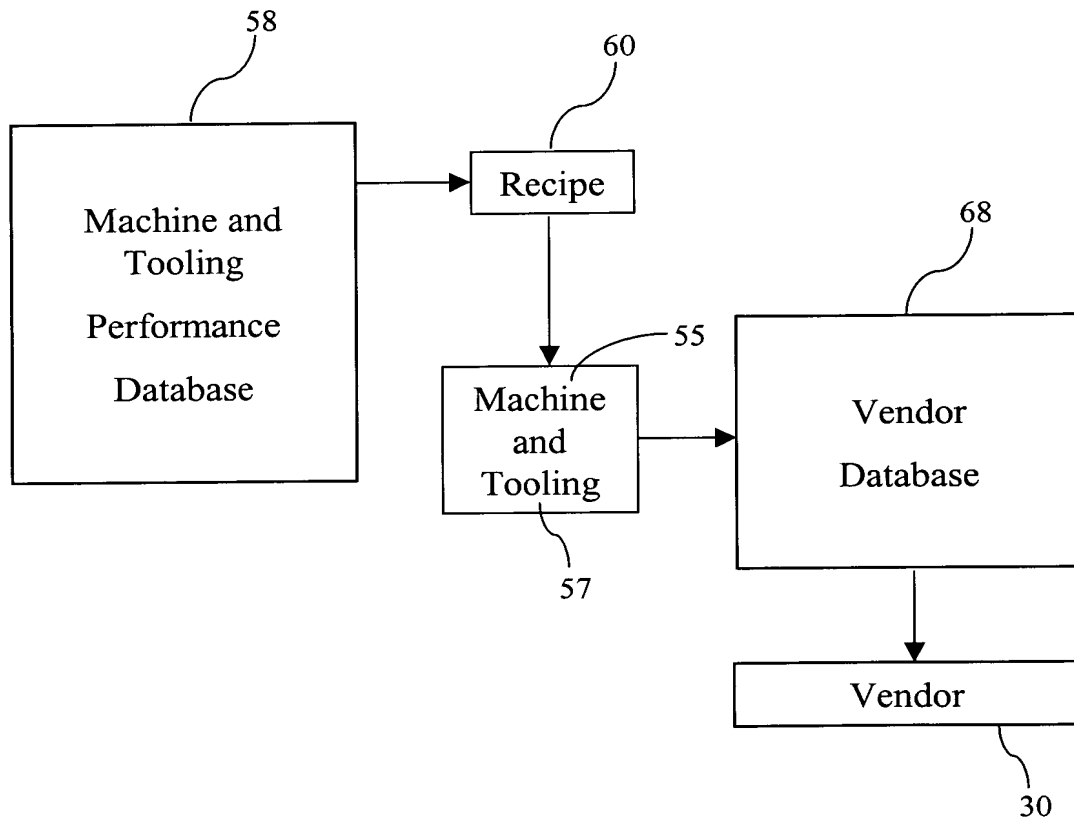 58
60
Machine and
Tooling
Performance
Database
Recipe
68
55
Machine
and
Tooling
57
Vendor
Database
Vendor
30